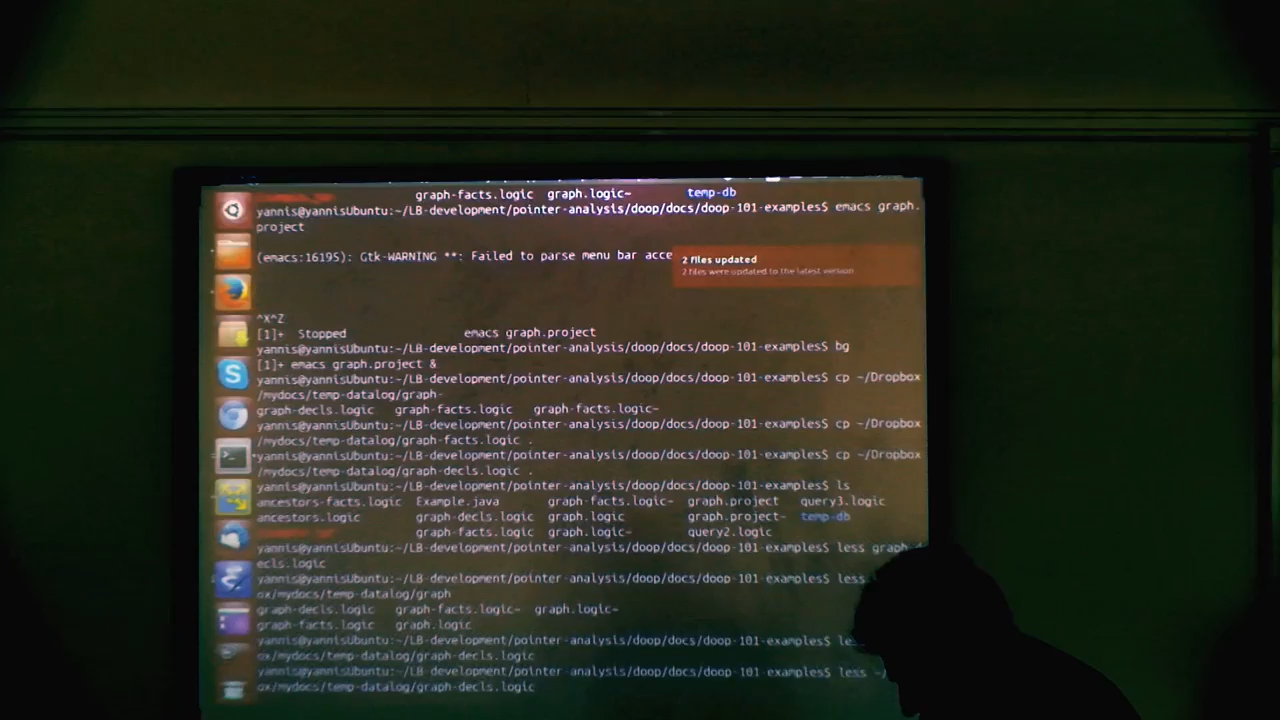 graph-facts.logic graph.logic~ temp-db
yannis@yannisUbuntu:~/LB-development/pointer-analysis/doop/docs/doop-101-examples$ emacs graph.
project
(emacs:16195): Gtk-WARNING **: Failed to parse menu bar acce
2 files updated
2 files were updated to the latest version
^X^Z
[1]+ Stopped emacs graph.project
yannis@yannisUbuntu:~/LB-development/pointer-analysis/doop/docs/doop-101-examples$ bg
[1]+ emacs graph.project &
yannis@yannisUbuntu:~/LB-development/pointer-analysis/doop/docs/doop-101-examples$ cp ~/Dropbox
/mydocs/temp-datalog/graph-
graph-decls.logic graph-facts.logic graph-facts.logic~
yannis@yannisUbuntu:~/LB-development/pointer-analysis/doop/docs/doop-101-examples$ cp ~/Dropbox
/mydocs/temp-datalog/graph-facts.logic .
yannis@yannisUbuntu:~/LB-development/pointer-analysis/doop/docs/doop-101-examples$ cp ~/Dropbox
/mydocs/temp-datalog/graph-decls.logic .
yannis@yannisUbuntu:~/LB-development/pointer-analysis/doop/docs/doop-101-examples$ ls
ancestors-facts.logic Example.java graph-facts.logic~ graph.project query3.logic
ancestors.logic graph-decls.logic graph.logic graph.project~ temp-db
graph-facts.logic graph.logic~ query2.logic
yannis@yannisUbuntu:~/LB-development/pointer-analysis/doop/docs/doop-101-examples$ less graph-d
ecls.logic
yannis@yannisUbuntu:~/LB-development/pointer-analysis/doop/docs/doop-101-examples$ less
ox/mydocs/temp-datalog/graph
graph-decls.logic graph-facts.logic~ graph.logic~
graph-facts.logic graph.logic
yannis@yannisUbuntu:~/LB-development/pointer-analysis/doop/docs/doop-101-examples$ le
ox/mydocs/temp-datalog/graph-decls.logic
yannis@yannisUbuntu:~/LB-development/pointer-analysis/doop/docs/doop-101-examples$ less ~/
ox/mydocs/temp-datalog/graph-decls.logic